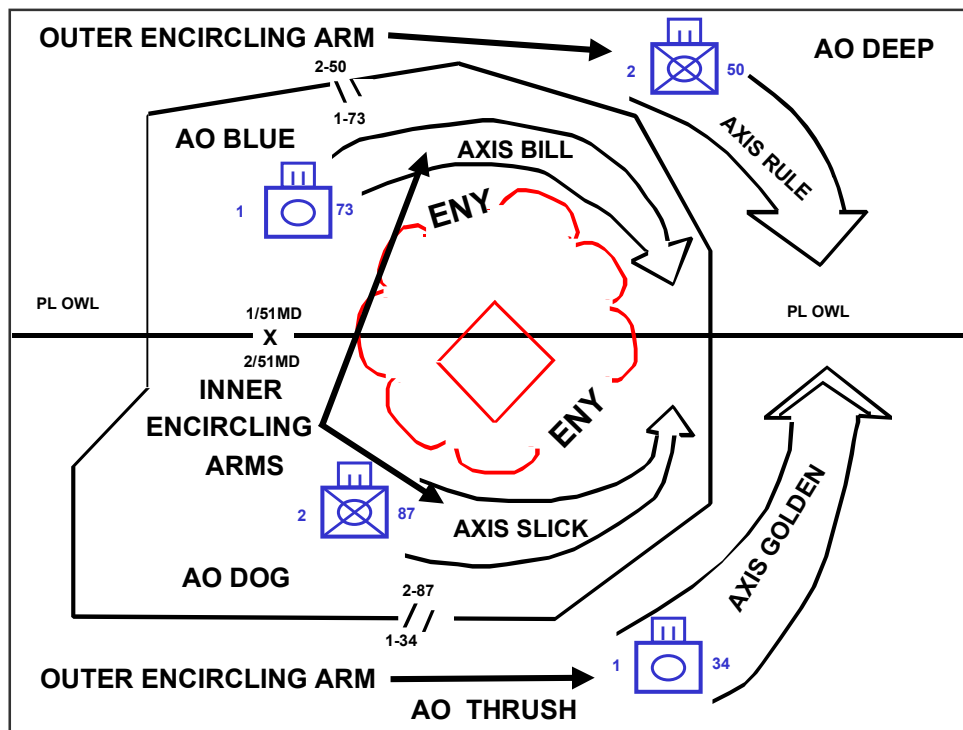 OUTER ENCIRCLING ARM
2
50
AO DEEP
2-50
1-73
AO BLUE
AXIS BILL
AXIS RULE
1
73
ENY
PL OWL
1/51MD
X
2/51MD
PL OWL
INNER
ENCIRCLING
ARMS
ENY
2
87
AXIS SLICK
AXIS GOLDEN
AO DOG
2-87
1-34
1
34
OUTER ENCIRCLING ARM
AO THRUSH